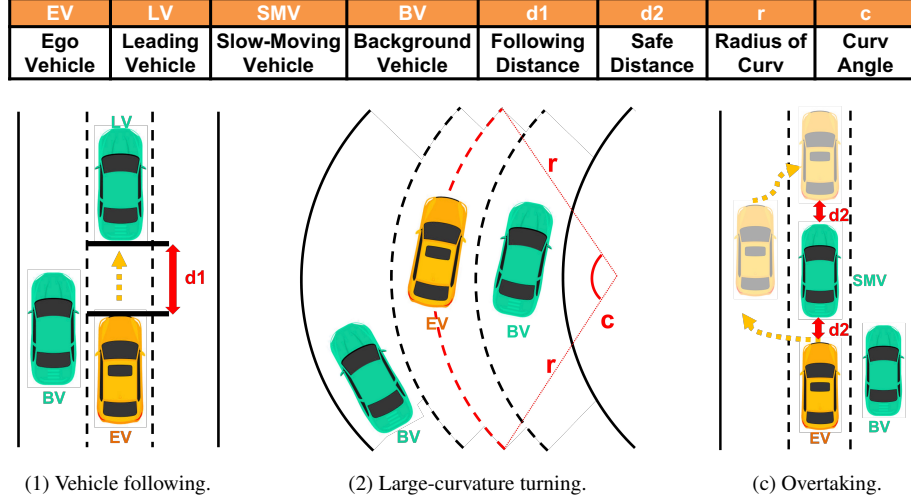 EV LV SMV BV d1 d2 r c
Ego Vehicle Leading Vehicle Slow-Moving Vehicle Background Vehicle Following Distance Safe Distance Radius of Curv Curv Angle
LV
d1
BV
EV
r
EV
BV
c
r
BV
d2
SMV
d2
EV
BV
(1) Vehicle following.
(2) Large-curvature turning.
(c) Overtaking.